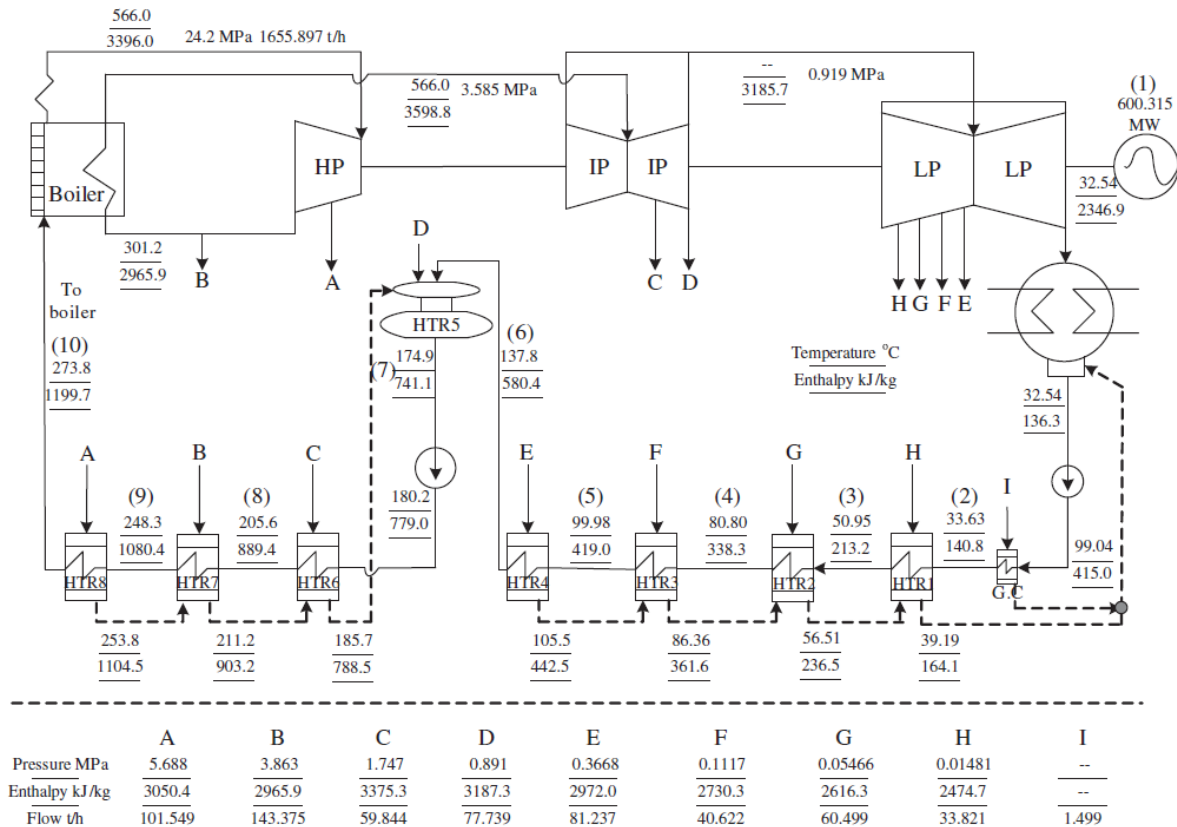 566.0
3396.0
24.2 MPa 1655.897 t/h
566.0
3598.8
3.585 MPa
--
3185.7
0.919 MPa
(1)
600.315
MW
Boiler
HP
IP
IP
LP
LP
32.54
2346.9
301.2
2965.9
B
A
D
C
D
H
G
F
E
To
boiler
HTR5
(10)
273.8
1199.7
(7)
174.9
741.1
(6)
137.8
580.4
Temperature °C
Enthalpy kJ/kg
32.54
136.3
A
B
C
E
F
G
H
I
(9)
248.3
1080.4
(8)
205.6
889.4
180.2
779.0
(5)
99.98
419.0
(4)
80.80
338.3
(3)
50.95
213.2
(2)
33.63
140.8
99.04
415.0
HTR8
HTR7
HTR6
HTR4
HTR3
HTR2
HTR1
G.C
253.8
1104.5
211.2
903.2
185.7
788.5
105.5
442.5
86.36
361.6
56.51
236.5
39.19
164.1
A B C D E F G H I
Pressure MPa 5.688 3.863 1.747 0.891 0.3668 0.1117 0.05466 0.01481 --
Enthalpy kJ/kg 3050.4 2965.9 3375.3 3187.3 2972.0 2730.3 2616.3 2474.7 --
Flow t/h 101.549 143.375 59.844 77.739 81.237 40.622 60.499 33.821 1.499